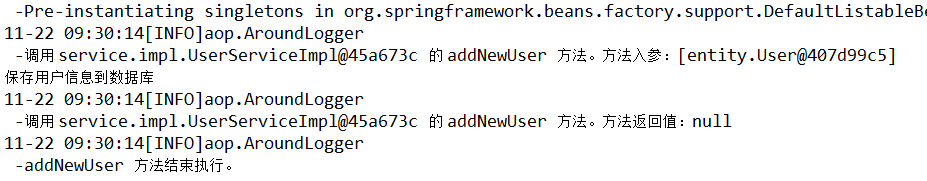 -Pre-instantiating singletons in org.springframework.beans.factory.support.DefaultListableBe
11-22 09:30:14[INFO]aop.AroundLogger
-调用 service.impl.UserServiceImpl@45a673c 的 addNewUser 方法。方法入参：[entity.User@407d99c5]
保存用户信息到数据库
11-22 09:30:14[INFO]aop.AroundLogger
-调用 service.impl.UserServiceImpl@45a673c 的 addNewUser 方法。方法返回值：null
11-22 09:30:14[INFO]aop.AroundLogger
-addNewUser 方法结束执行。